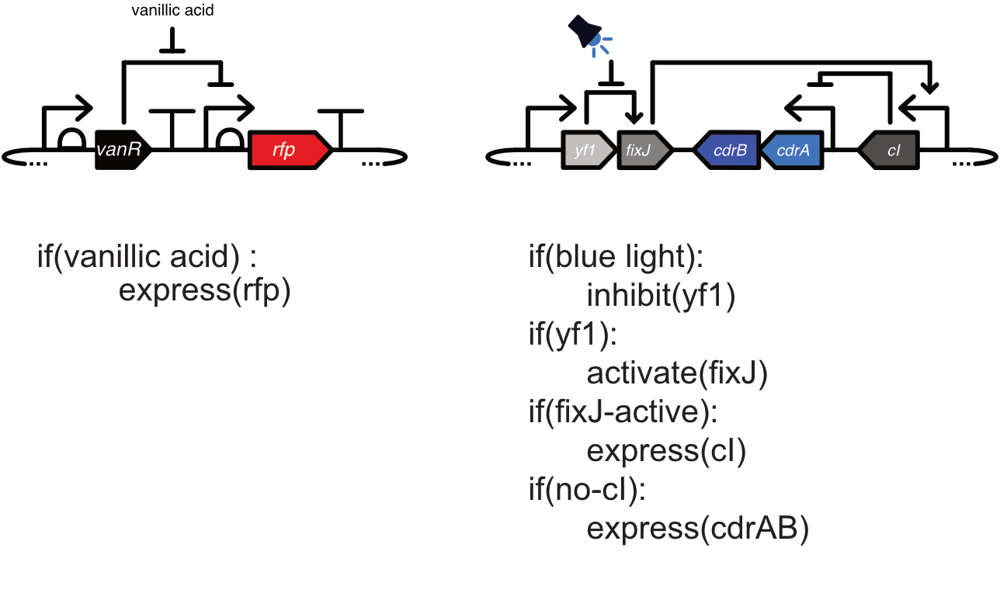 vanillic acid
... vanR rfp ...
... yf1 fixJ cdrB cdrA cI ...
if(vanillic acid) :
express(rfp)
if(blue light):
inhibit(yf1)
if(yf1):
activate(fixJ)
if(fixJ-active):
express(cI)
if(no-cI):
express(cdrAB)